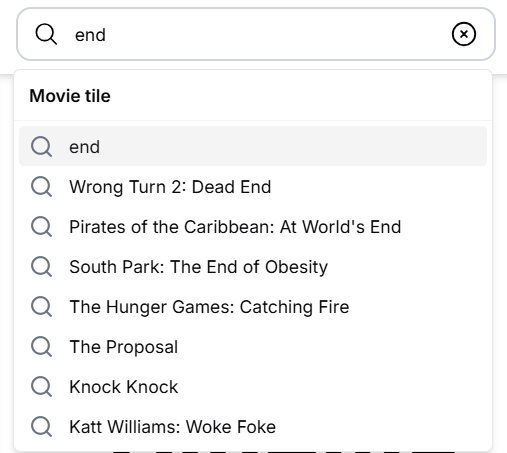 end
Movie tile
end
Wrong Turn 2: Dead End
Pirates of the Caribbean: At World's End
South Park: The End of Obesity
The Hunger Games: Catching Fire
The Proposal
Knock Knock
Katt Williams: Woke Foke